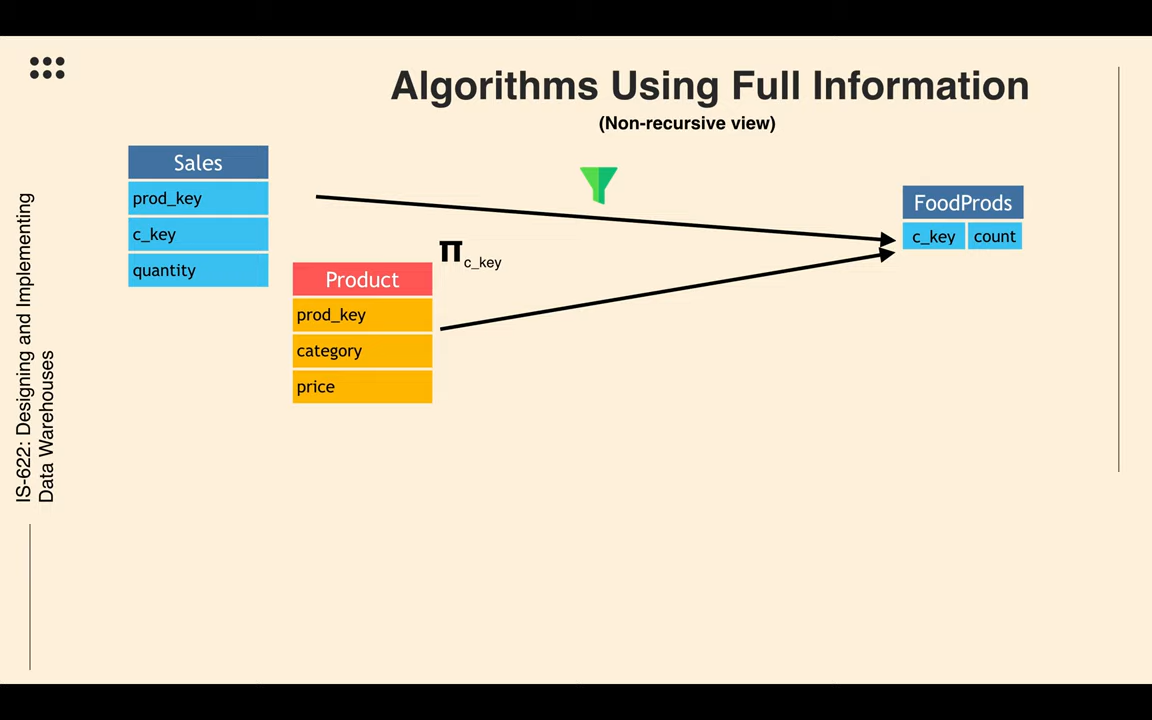 Algorithms Using Full Information
(Non-recursive view)
Sales
prod_key
c_key
quantity
Product
prod_key
category
price
π c_key
FoodProds
c_key count
IS-622: Designing and Implementing
Data Warehouses